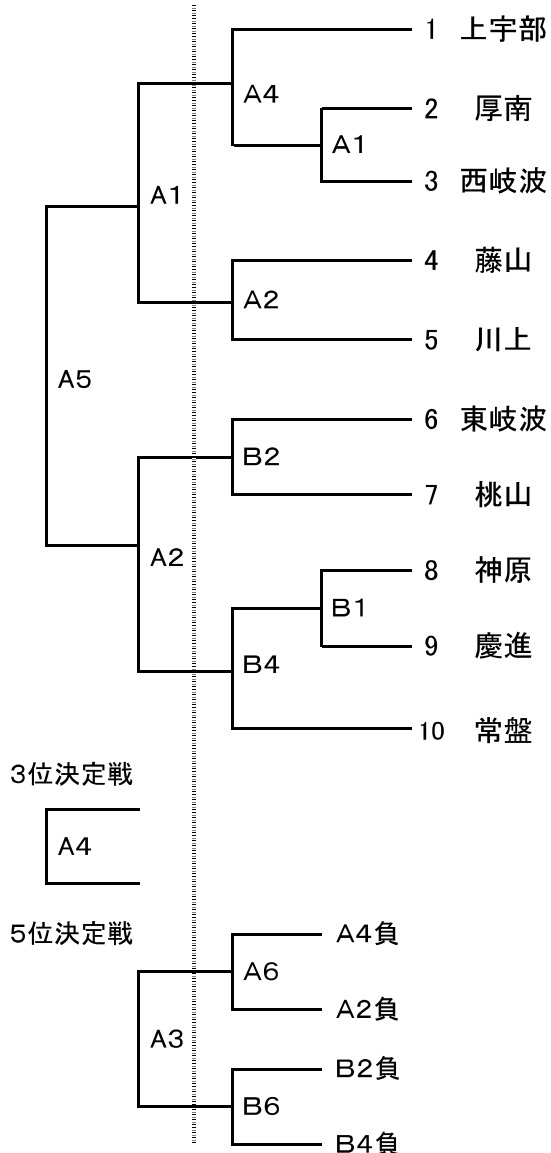 1 上宇部
A4
2 厚南
A1
3 西岐波
A1
4 藤山
A2
5 川上
A5
6 東岐波
B2
7 桃山
A2
8 神原
B1
9 慶進
B4
10 常盤
3位決定戦
A4
5位決定戦
A4負
A6
A2負
A3
B2負
B6
B4負